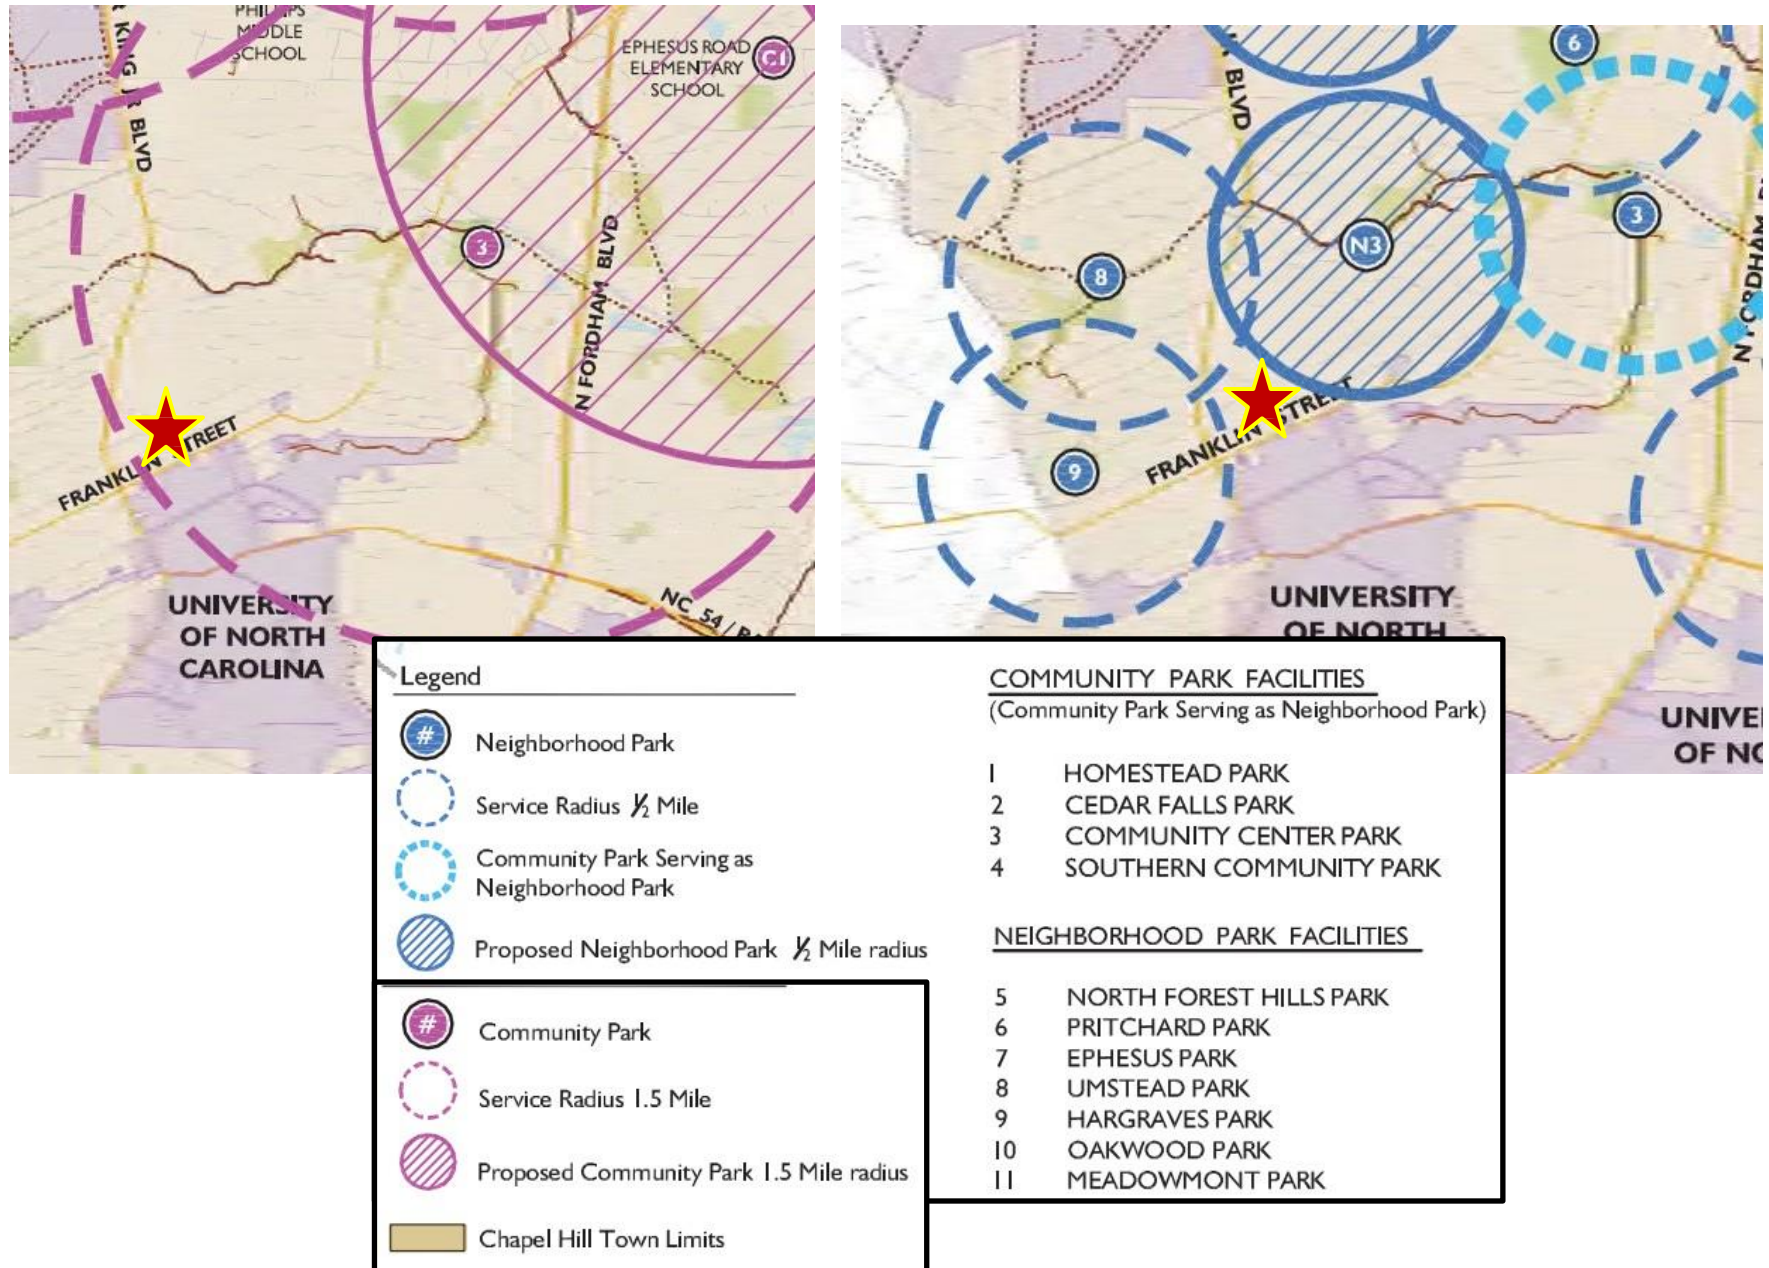 PHILLIPS
MIDDLE
SCHOOL
KING JR BLVD
EPHESUS ROAD
ELEMENTARY
SCHOOL
C1
3
N FORDHAM BLVD
FRANKLIN STREET
NC 54 /
UNIVERSITY
OF NORTH
CAROLINA
BLVD
6
N3
3
8
9
N FORDHAM
FRANKLIN STREET
UNIVERSITY
OF NORTH
UNIVE
OF NO
Legend
# Neighborhood Park
Service Radius ½ Mile
Community Park Serving as
Neighborhood Park
Proposed Neighborhood Park ½ Mile radius
# Community Park
Service Radius 1.5 Mile
Proposed Community Park 1.5 Mile radius
Chapel Hill Town Limits
COMMUNITY PARK FACILITIES
(Community Park Serving as Neighborhood Park)
1 HOMESTEAD PARK
2 CEDAR FALLS PARK
3 COMMUNITY CENTER PARK
4 SOUTHERN COMMUNITY PARK
NEIGHBORHOOD PARK FACILITIES
5 NORTH FOREST HILLS PARK
6 PRITCHARD PARK
7 EPHESUS PARK
8 UMSTEAD PARK
9 HARGRAVES PARK
10 OAKWOOD PARK
11 MEADOWMONT PARK